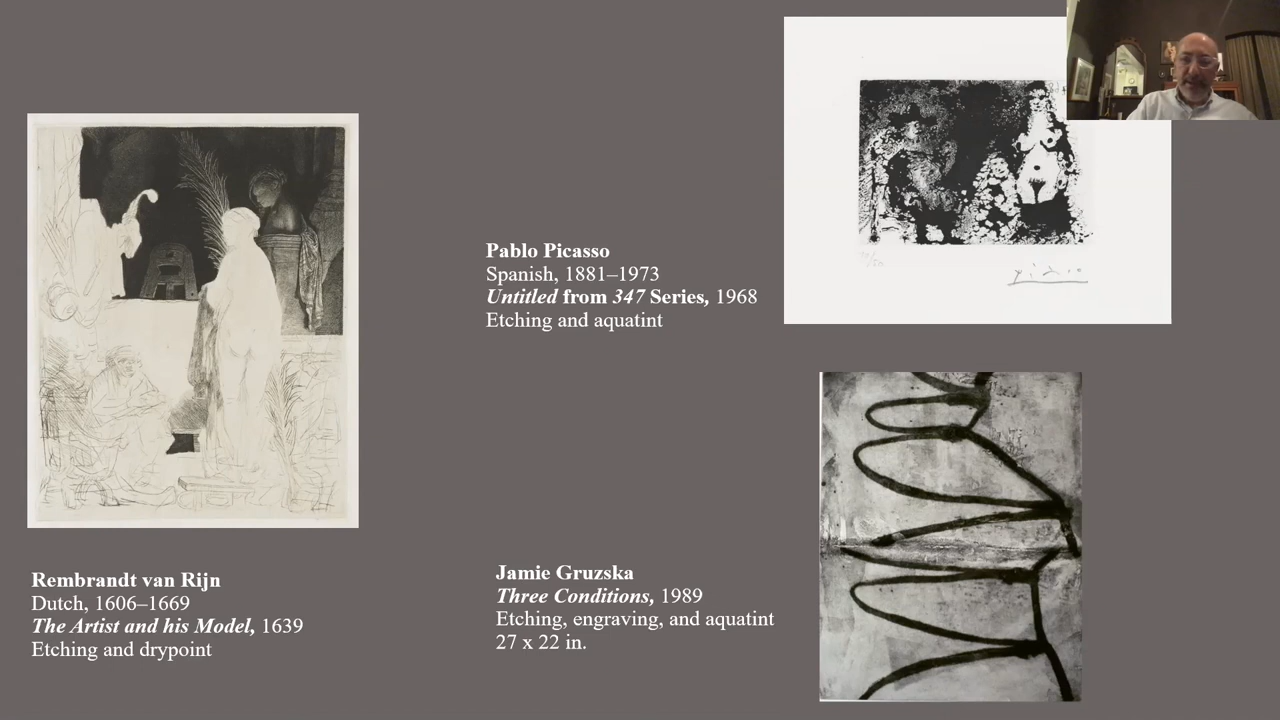 Pablo Picasso
Spanish, 1881–1973
Untitled from 347 Series, 1968
Etching and aquatint
Rembrandt van Rijn
Dutch, 1606–1669
The Artist and his Model, 1639
Etching and drypoint
Jamie Gruzska
Three Conditions, 1989
Etching, engraving, and aquatint
27 x 22 in.